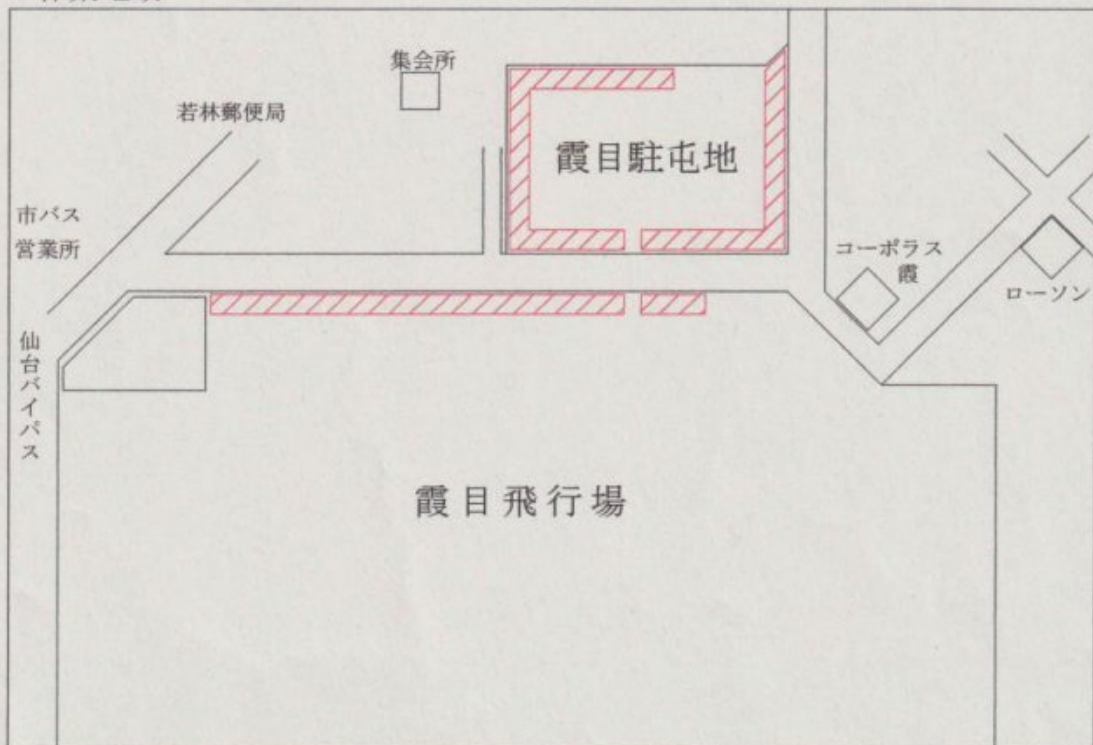 集会所
若林郵便局
霞目駐屯地
市バス
営業所
コーポラス
霞
ローソン
仙台バイパス
霞目飛行場